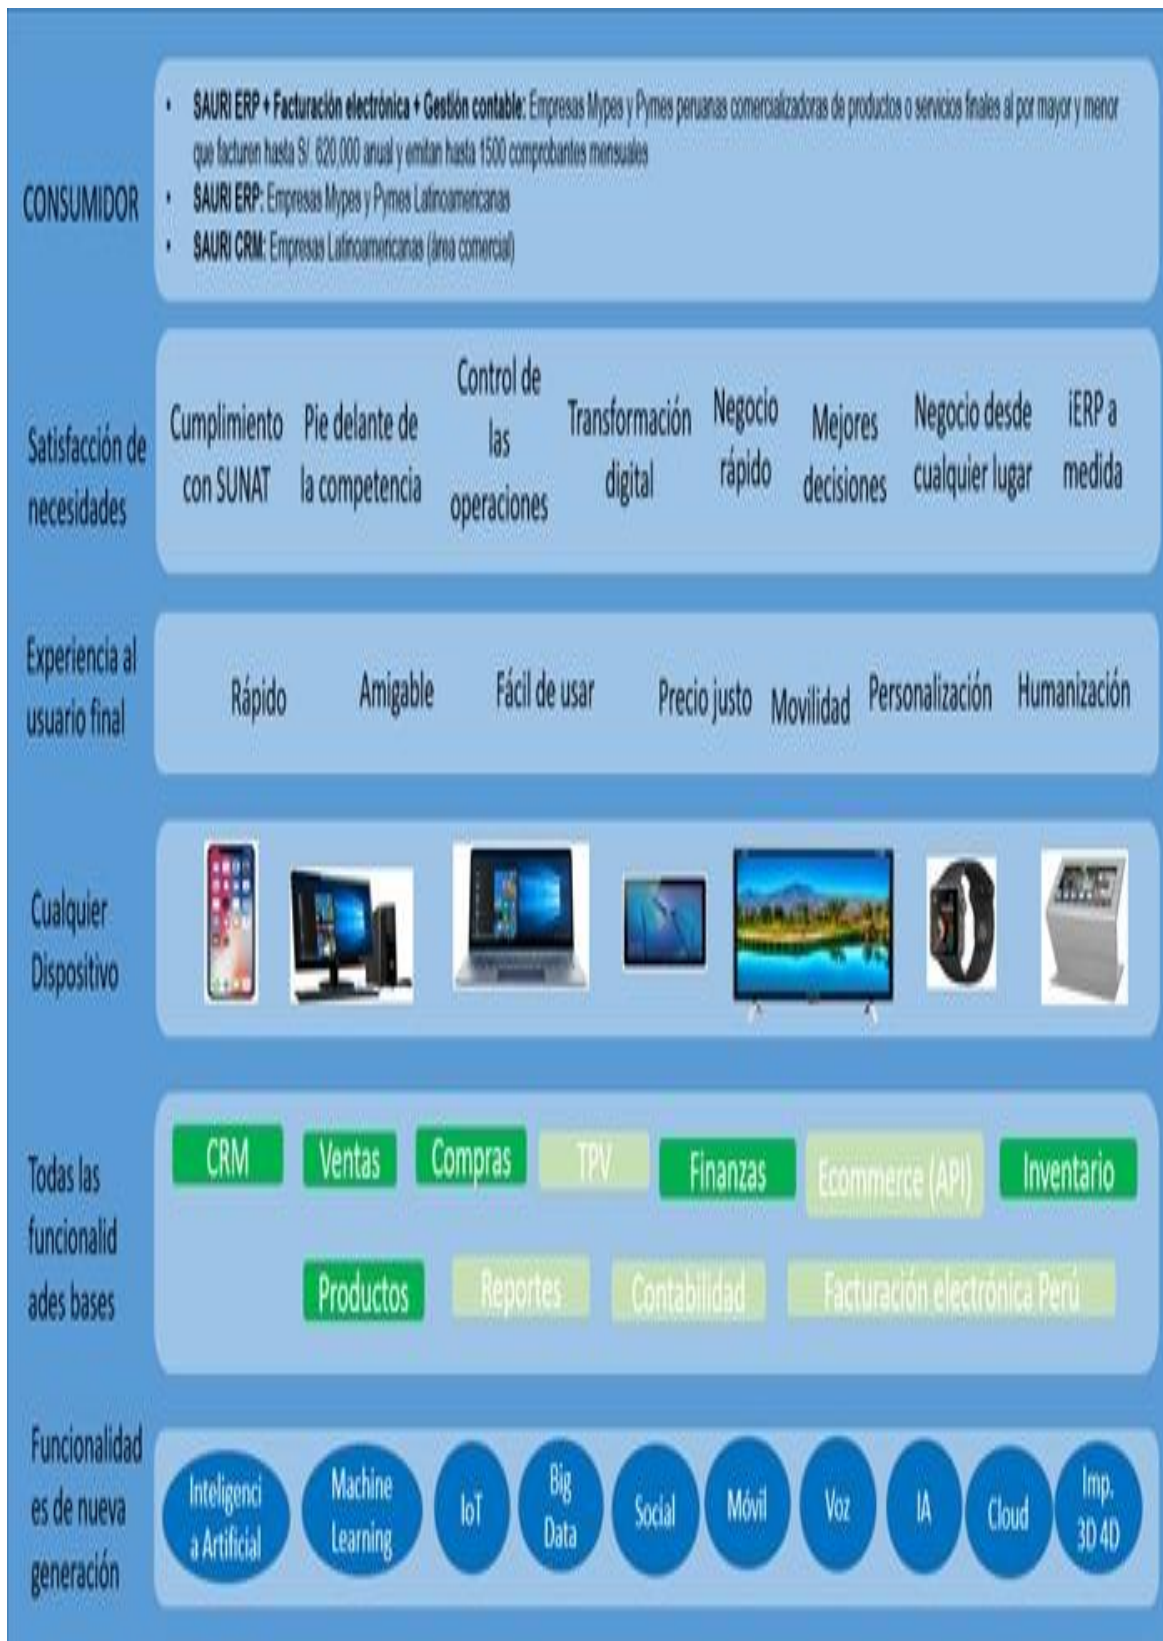 CONSUMIDOR
• SAURI ERP + Facturación electrónica + Gestión contable: Empresas Mypes y Pymes peruanas comercializadoras de productos o servicios finales al por mayor y menor
que facturen hasta S/. 620,000 anual y emitan hasta 1500 comprobantes mensuales
• SAURI ERP: Empresas Mypes y Pymes Latinoamericanas
• SAURI CRM: Empresas Latinoamericanas (área comercial)
Satisfacción de
necesidades
Cumplimiento
con SUNAT
Pie delante de
la competencia
Control de
las
operaciones
Transformación
digital
Negocio
rápido
Mejores
decisiones
Negocio desde
cualquier lugar
iERP a
medida
Experiencia al
usuario final
Rápido
Amigable
Fácil de usar
Precio justo
Movilidad
Personalización
Humanización
Cualquier
Dispositivo
Todas las
funcionalid
ades bases
CRM
Ventas
Compras
TPV
Finanzas
Ecommerce (API)
Inventario
Productos
Reportes
Contabilidad
Facturación electrónica Perú
Funcionalidad
es de nueva
generación
Inteligenci
a Artificial
Machine
Learning
IoT
Big
Data
Social
Móvil
Voz
IA
Cloud
Imp.
3D 4D